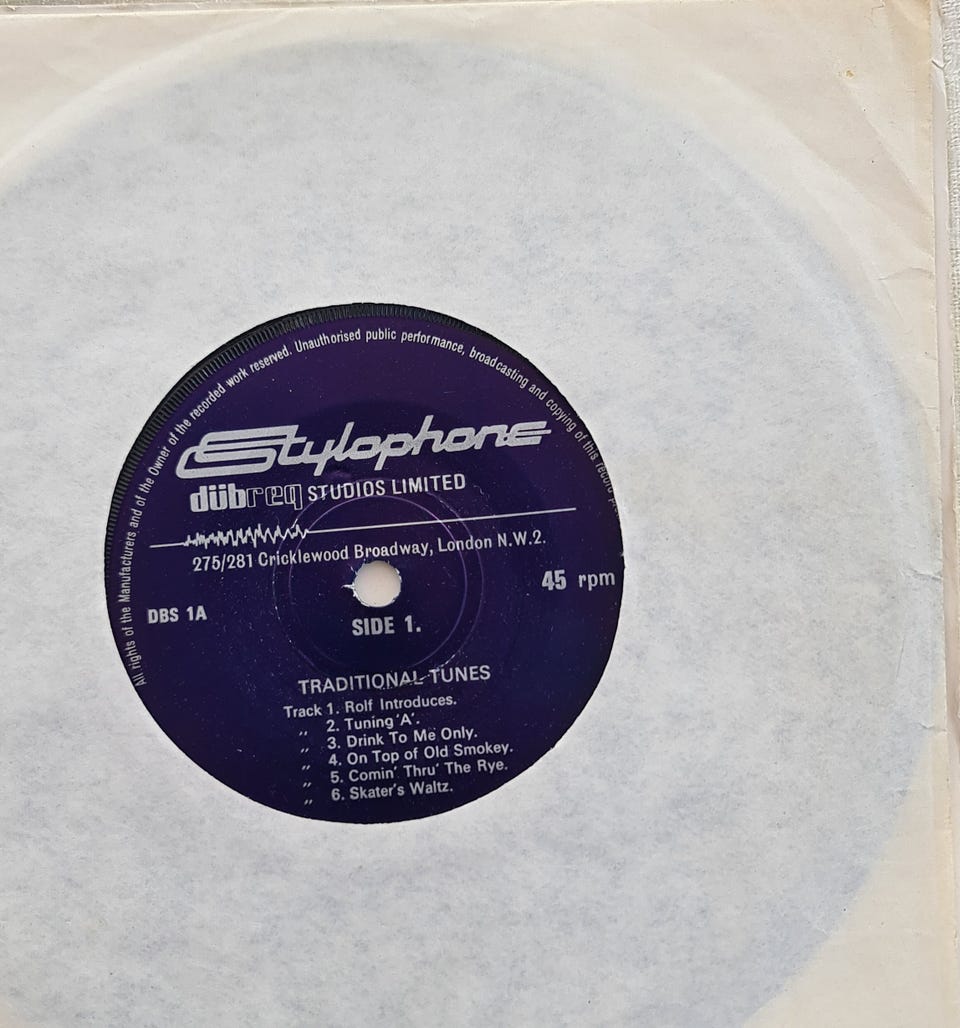 All rights of the Manufacturers and of the Owner of the recorded work reserved. Unauthorised public performance, broadcasting and copying of this record
Stylophone
dübreq STUDIOS LIMITED
275/281 Cricklewood Broadway, London N.W.2.
45 rpm
DBS 1A
SIDE 1.
TRADITIONAL TUNES
Track 1. Rolf Introduces.
,, 2. Tuning 'A'.
,, 3. Drink To Me Only.
,, 4. On Top of Old Smokey.
,, 5. Comin' Thru' The Rye.
,, 6. Skater's Waltz.